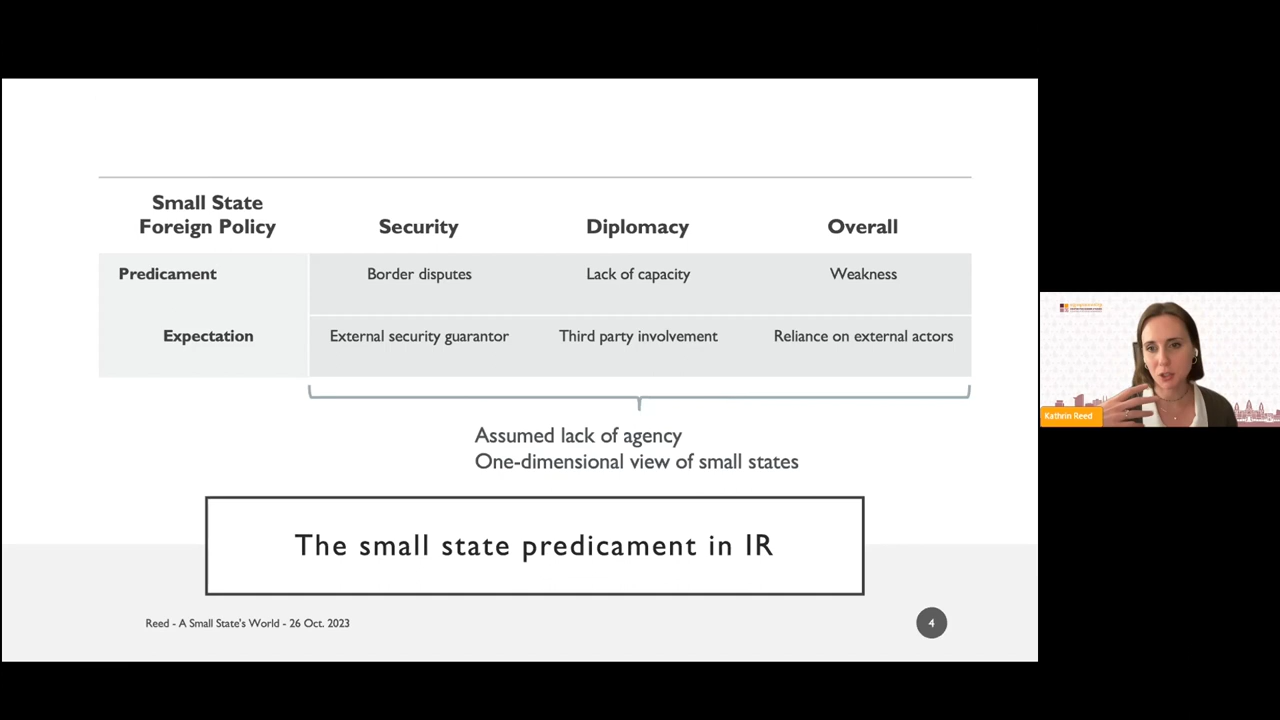 Small State
Foreign Policy
Security
Diplomacy
Overall
Predicament
Border disputes
Lack of capacity
Weakness
Expectation
External security guarantor
Third party involvement
Reliance on external actors
Assumed lack of agency
One-dimensional view of small states
The small state predicament in IR
Reed - A Small State's World - 26 Oct. 2023
4
Kathrin Reed